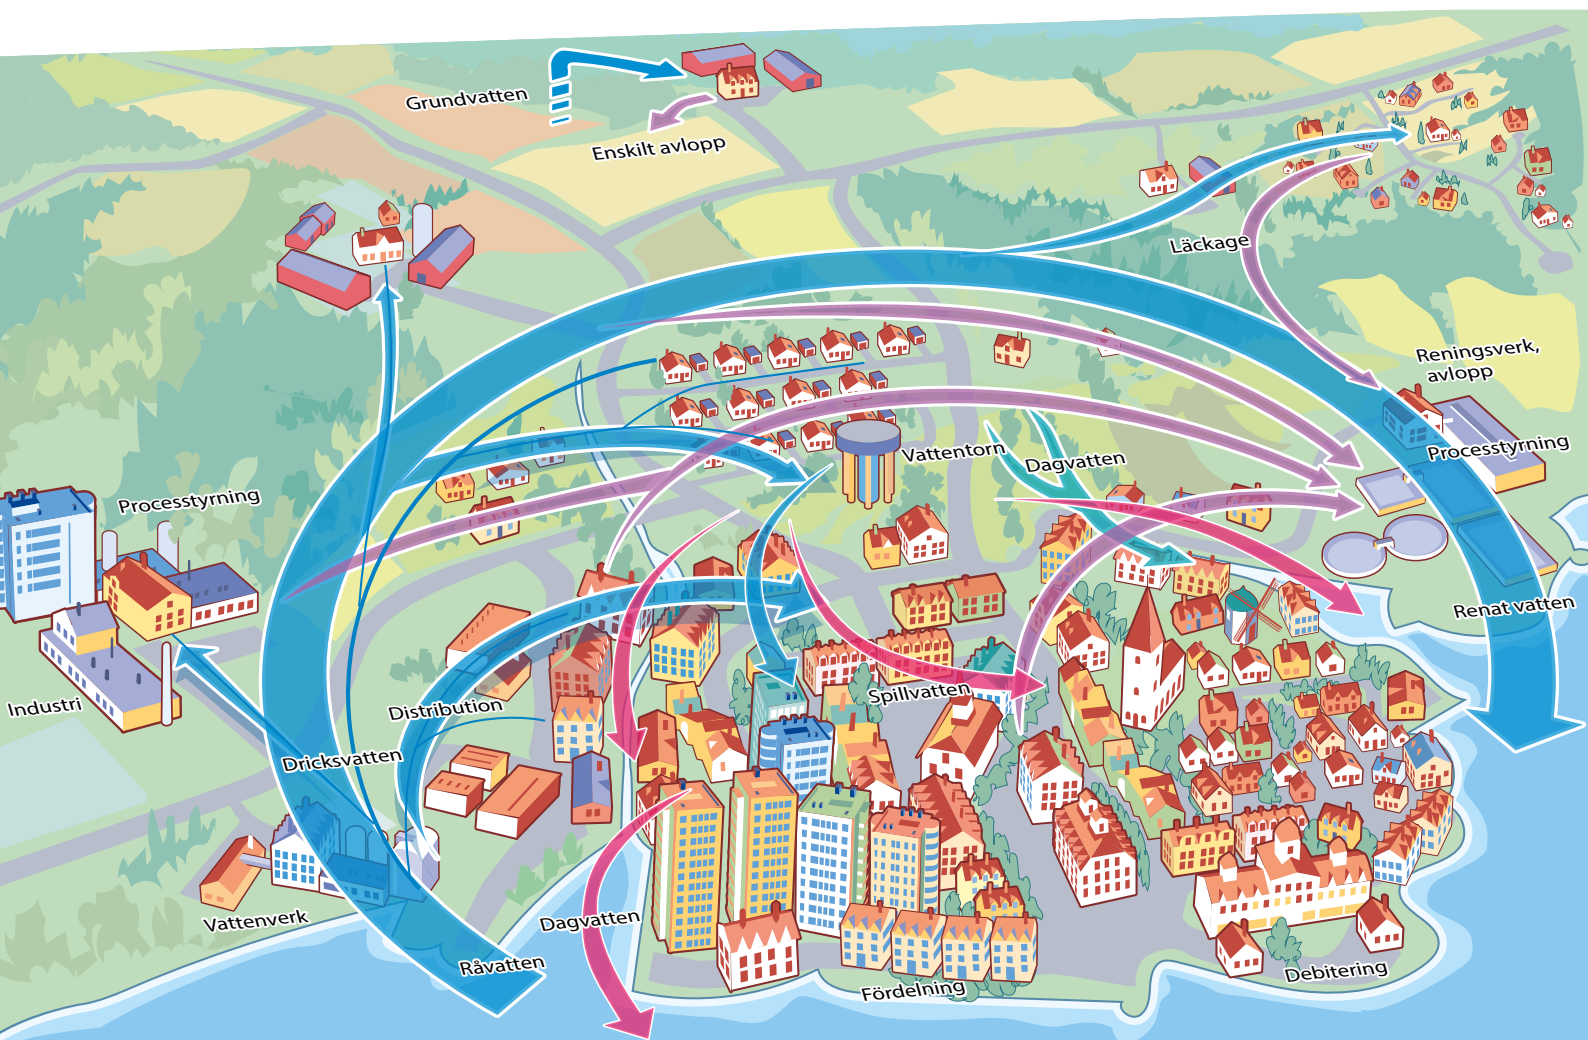 Grundvatten
Enskilt avlopp
Läckage
Reningsverk,
avlopp
Processtyrning
Vattentorn
Dagvatten
Processtyrning
Renat vatten
Industri
Distribution
Spillvatten
Dricksvatten
Vattenverk
Dagvatten
Råvatten
Fördelning
Debitering